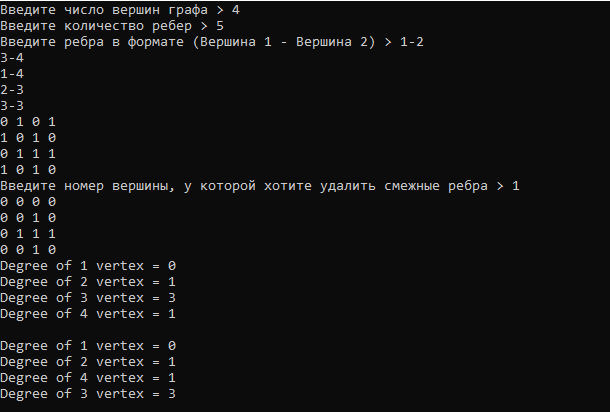 Введите число вершин графа > 4
Введите количество ребер > 5
Введите ребра в формате (Вершина 1 - Вершина 2) > 1-2
3-4
1-4
2-3
3-3
0 1 0 1
1 0 1 0
0 1 1 1
1 0 1 0
Введите номер вершины, у которой хотите удалить смежные ребра > 1
0 0 0 0
0 0 1 0
0 1 1 1
0 0 1 0
Degree of 1 vertex = 0
Degree of 2 vertex = 1
Degree of 3 vertex = 3
Degree of 4 vertex = 1

Degree of 1 vertex = 0
Degree of 2 vertex = 1
Degree of 4 vertex = 1
Degree of 3 vertex = 3